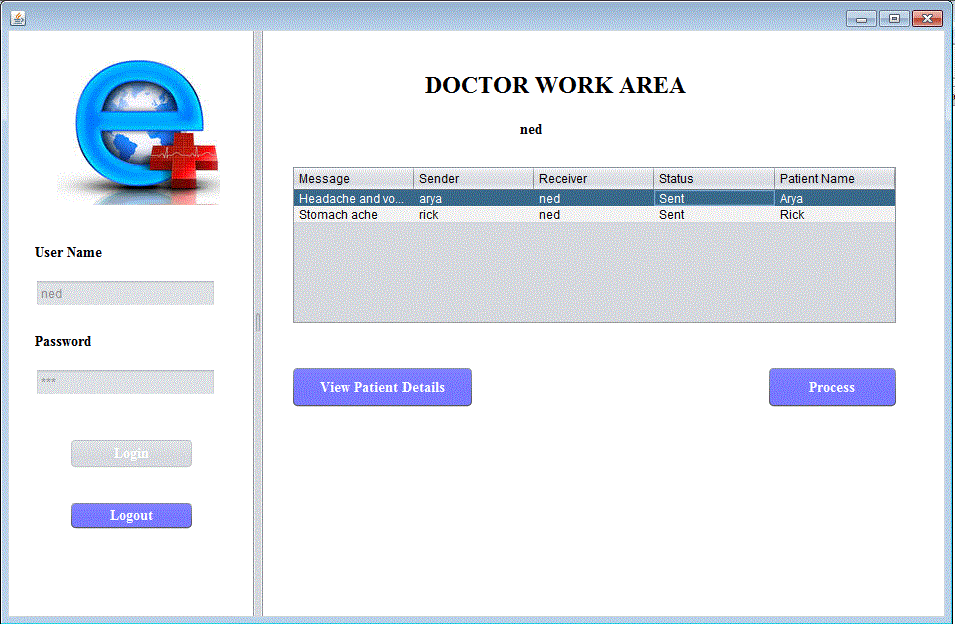 DOCTOR WORK AREA
ned
Message Sender Receiver Status Patient Name
Headache and vo... arya ned Sent Arya
Stomach ache rick ned Sent Rick
User Name
ned
Password
***
View Patient Details Process
Login
Logout